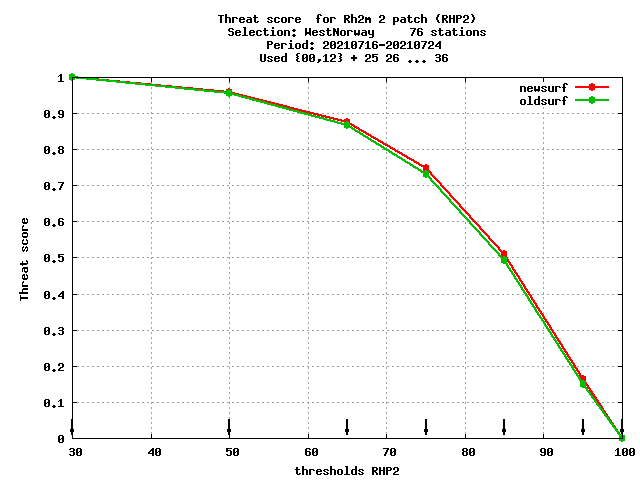 Threat score  for Rh2m 2 patch (RHP2)
Selection: WestNorway     76 stations
Period: 20210716-20210724
Used {00,12} + 25 26 ... 36
newsurf
oldsurf
1
0.9
0.8
0.7
0.6
0.5
0.4
0.3
0.2
0.1
0
Threat score
30 40 50 60 70 80 90 100
thresholds RHP2